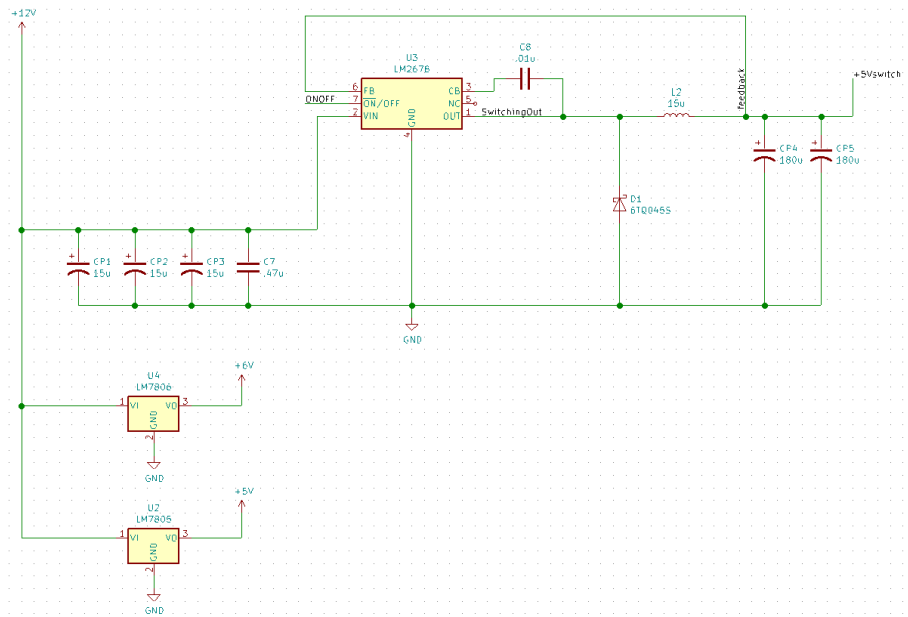 +12V
C8
.01u
U3
LM2678
6 FB
CB 3
7 ON/OFF
NC 5
2 VIN
GND
OUT 1
4
ONOFF
SwitchingOut
feedback
L2
15u
+5Vswitch
CP4
180u
CP5
180u
D1
6TQ045S
CP1
15u
CP2
15u
CP3
15u
C7
.47u
GND
+6V
U4
LM7806
1 VI
VO 3
GND
2
GND
+5V
U2
LM7805
1 VI
VO 3
GND
2
GND